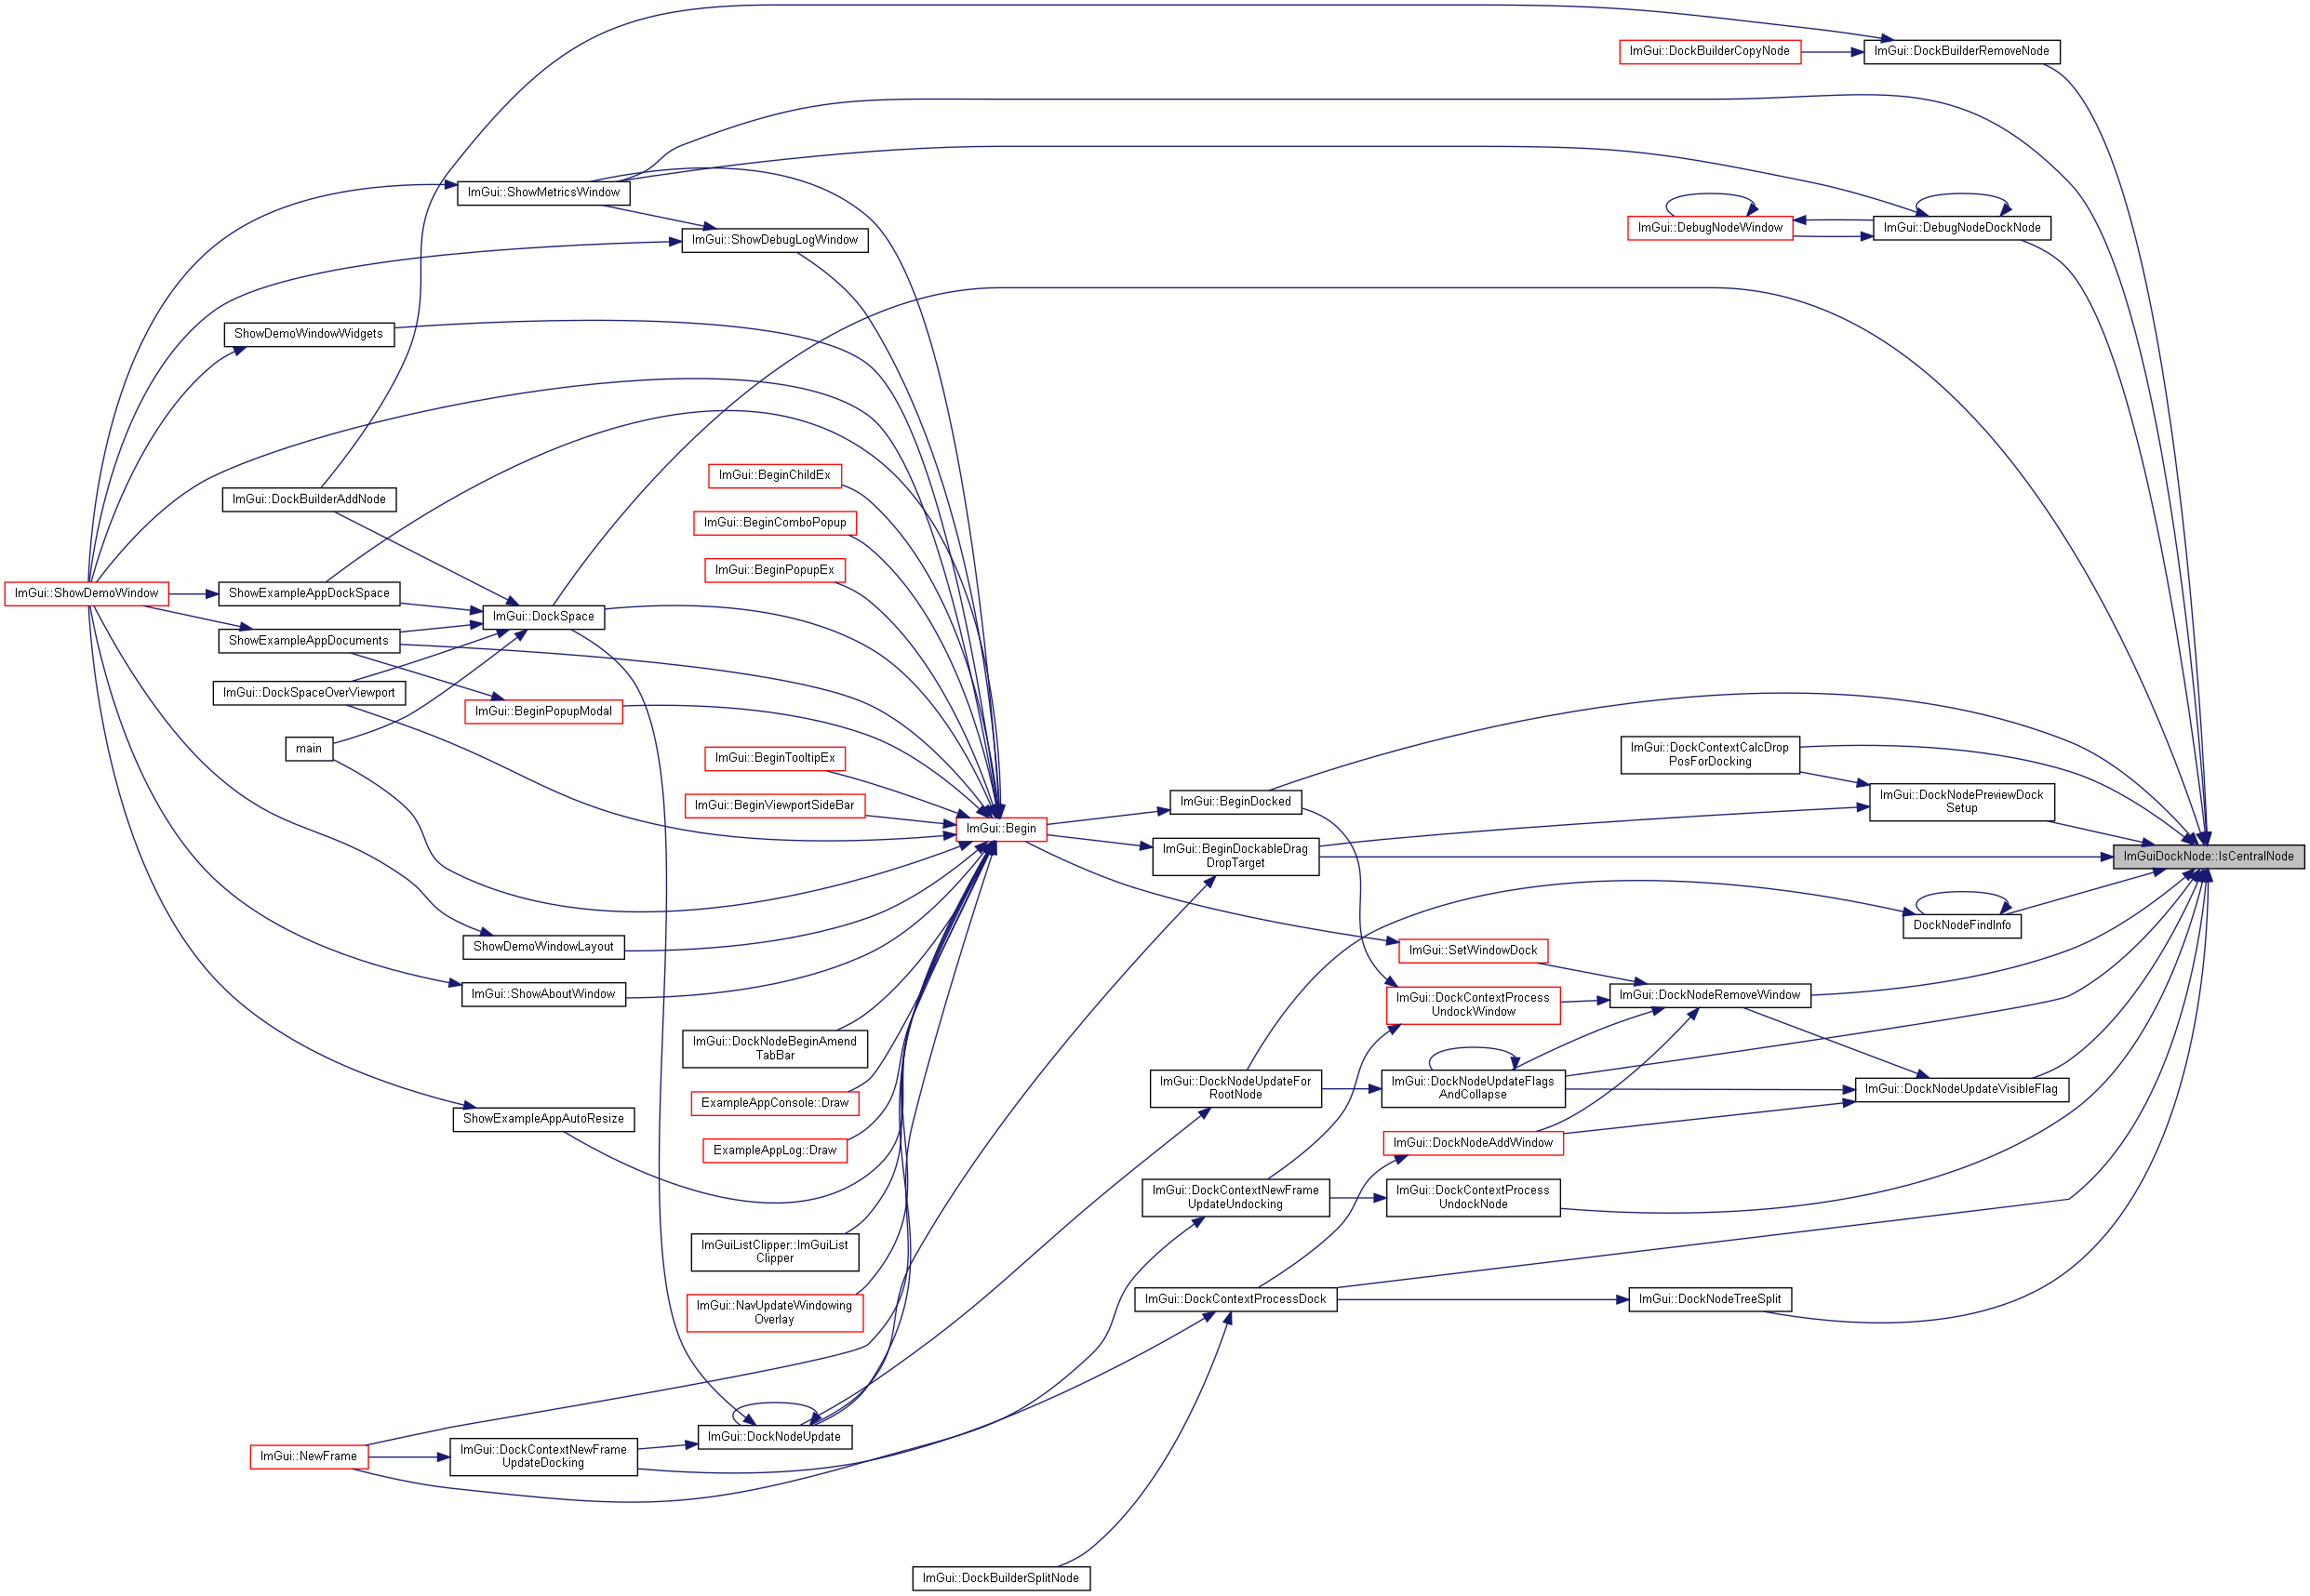 ImGui::DockBuilderCopyNode
ImGui::DockBuilderRemoveNode
ImGui::ShowMetricsWindow
ImGui::DebugNodeWindow
ImGui::DebugNodeDockNode
ImGui::ShowDebugLogWindow
ShowDemoWindowWidgets
ImGui::BeginChildEx
ImGui::DockBuilderAddNode
ImGui::BeginComboPopup
ImGui::BeginPopupEx
ImGui::ShowDemoWindow
ShowExampleAppDockSpace
ImGui::DockSpace
ShowExampleAppDocuments
ImGui::DockSpaceOverViewport
ImGui::BeginPopupModal
main
ImGui::BeginTooltipEx
ImGui::DockContextCalcDrop
PosForDocking
ImGui::BeginViewportSideBar
ImGui::BeginDocked
ImGui::DockNodePreviewDock
Setup
ImGui::Begin
ImGui::BeginDockableDrag
DropTarget
ImGuiDockNode::IsCentralNode
DockNodeFindInfo
ShowDemoWindowLayout
ImGui::SetWindowDock
ImGui::ShowAboutWindow
ImGui::DockContextProcess
UndockWindow
ImGui::DockNodeRemoveWindow
ImGui::DockNodeBeginAmend
TabBar
ImGui::DockNodeUpdateFor
RootNode
ImGui::DockNodeUpdateFlags
AndCollapse
ImGui::DockNodeUpdateVisibleFlag
ExampleAppConsole::Draw
ShowExampleAppAutoResize
ExampleAppLog::Draw
ImGui::DockNodeAddWindow
ImGui::DockContextNewFrame
UpdateUndocking
ImGui::DockContextProcess
UndockNode
ImGuiListClipper::ImGuiList
Clipper
ImGui::NavUpdateWindowing
Overlay
ImGui::DockContextProcessDock
ImGui::DockNodeTreeSplit
ImGui::DockNodeUpdate
ImGui::NewFrame
ImGui::DockContextNewFrame
UpdateDocking
ImGui::DockBuilderSplitNode